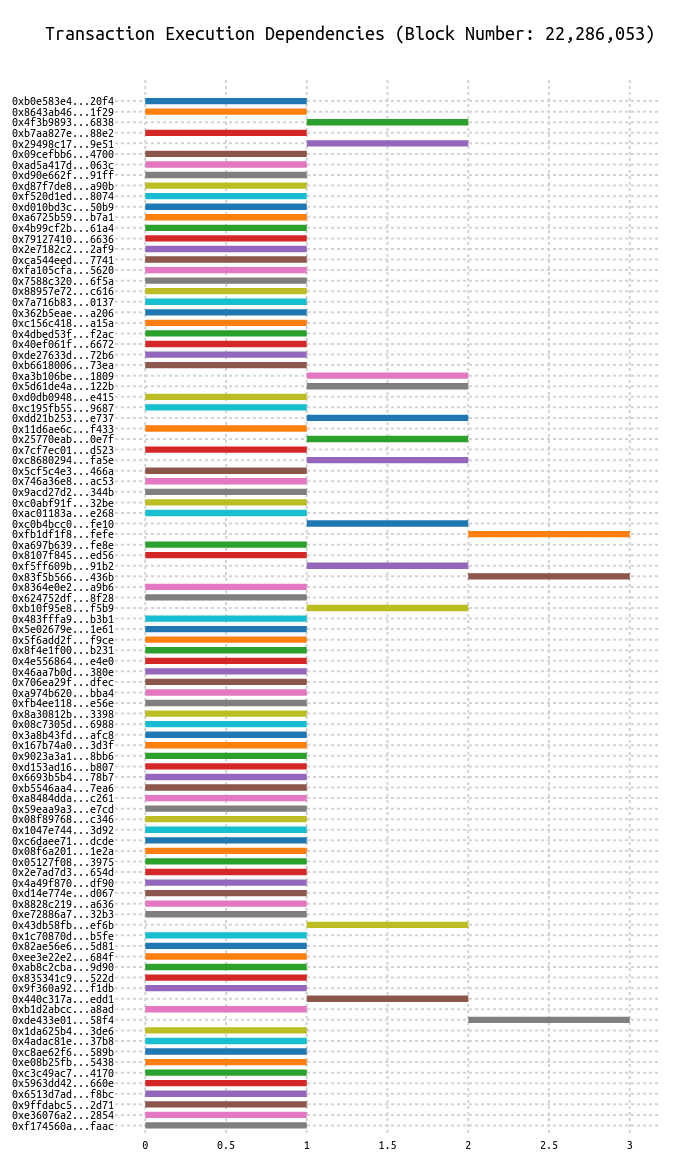 Transaction Execution Dependencies (Block Number: 22,286,053)
0xb0e583e4...20f4
0x8643ab46...1f29
0x4f3b9893...6838
0xb7aa827e...88e2
0x29498c17...9e51
0x09cefbb6...4700
0xad5a417d...063c
0xd90e662f...91ff
0xd87f7de8...a90b
0xf520d1ed...8074
0xd010bd3c...50b9
0xa6725b59...b7a1
0x4b99cf2b...61a4
0x79127410...6636
0x2e7182c2...2af9
0xca544eed...7741
0xfa105cfa...5620
0x7588c320...6f5a
0x88957e72...c616
0x7a716b83...0137
0x362b5eae...a206
0xc156c418...a15a
0x4dbed53f...f2ac
0x40ef061f...6672
0xde27633d...72b6
0xb6618006...73ea
0xa3b106be...1809
0x5d61de4a...122b
0xd0db0948...e415
0xc195fb55...9687
0xdd21b253...e737
0x11d6ae6c...f433
0x25770eab...0e7f
0x7cf7ec01...d523
0xc8680294...fa5e
0x5cf5c4e3...466a
0x746a36e8...ac53
0x9acd27d2...344b
0xc0abf91f...32be
0xac01183a...e268
0xc0b4bcc0...fe10
0xfb1df1f8...fefe
0xa697b639...fe8e
0x8107f845...ed56
0xf5ff609b...91b2
0x83f5b566...436b
0x8364e0e2...a9b6
0x624752df...8f28
0xb10f95e8...f5b9
0x483fffa9...b3b1
0x5e02679e...1e61
0x5f6add2f...f9ce
0x8f4e1f00...b231
0x4e556864...e4e0
0x46aa7b0d...380e
0x706ea29f...dfec
0xa974b620...bba4
0xfb4ee118...e56e
0x8a30812b...3398
0x08c7305d...6988
0x3a8b43fd...afc8
0x167b74a0...3d3f
0x9023a3a1...8bb6
0xd153ad16...b807
0x6693b5b4...78b7
0xb5546aa4...7ea6
0xa8484dda...c261
0x59eaa9a3...e7cd
0x08f89768...c346
0x1047e744...3d92
0xc6daee71...dcde
0x08f6a201...1e2a
0x05127f08...3975
0x2e7ad7d3...654d
0x4a49f870...df90
0xd14e774e...d067
0x8828c219...a636
0xe72886a7...32b3
0x43db58fb...ef6b
0x1c70870d...b5fe
0x82ae56e6...5d81
0xee3e22e2...684f
0xab8c2cba...9d90
0x835341c9...522d
0x9f360a92...f1db
0x440c317a...edd1
0xb1d2abcc...a8ad
0xde433e01...58f4
0x1da625b4...3de6
0x4adac81e...37b8
0xc8ae62f6...589b
0xe08b25fb...5438
0xc3c49ac7...4170
0x5963dd42...660e
0x6513d7ad...f8bc
0x9ffdabc5...2d71
0xe36076a2...2854
0xf174560a...faac
0 0.5 1 1.5 2 2.5 3